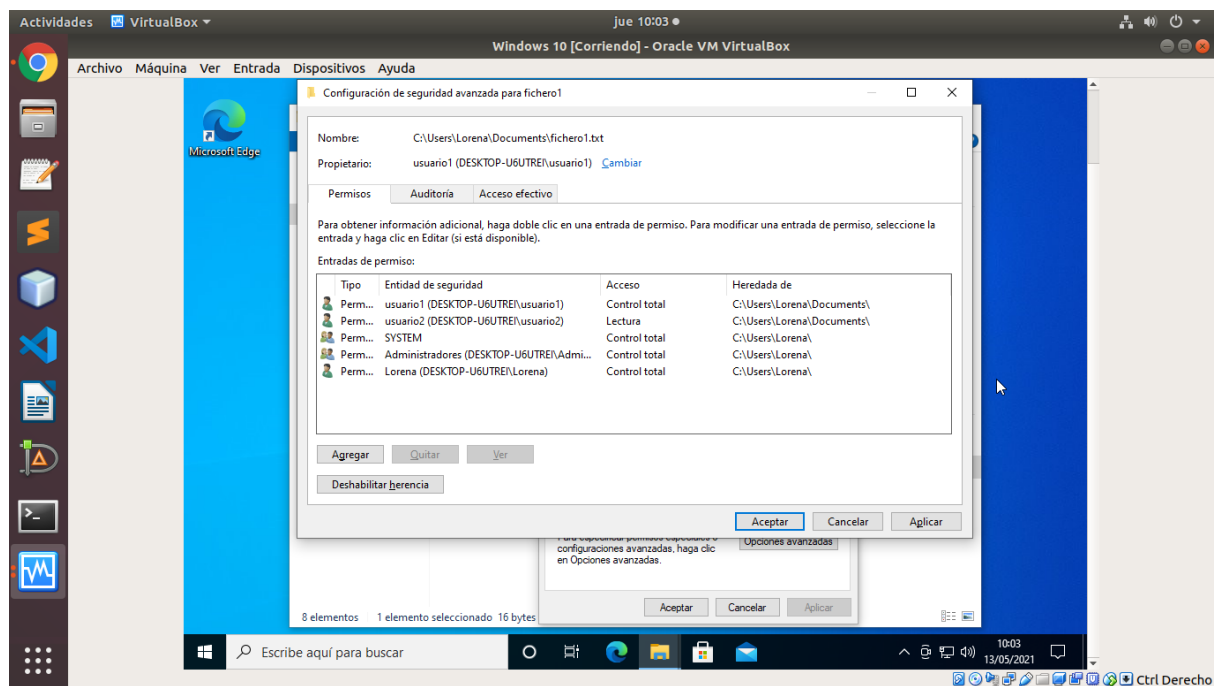 Actividades VirtualBox jue 10:03
Windows 10 [Corriendo] - Oracle VM VirtualBox
Archivo Máquina Ver Entrada Dispositivos Ayuda
Configuración de seguridad avanzada para fichero1
Microsoft Edge
Nombre: C:\Users\Lorena\Documents\fichero1.txt
Propietario: usuario1 (DESKTOP-U6UTREI\usuario1) Cambiar
Permisos Auditoría Acceso efectivo
Para obtener información adicional, haga doble clic en una entrada de permiso. Para modificar una entrada de permiso, seleccione la
entrada y haga clic en Editar (si está disponible).
Entradas de permiso:
Tipo Entidad de seguridad Acceso Heredada de
Perm... usuario1 (DESKTOP-U6UTREI\usuario1) Control total C:\Users\Lorena\Documents\
Perm... usuario2 (DESKTOP-U6UTREI\usuario2) Lectura C:\Users\Lorena\Documents\
Perm... SYSTEM Control total C:\Users\Lorena\
Perm... Administradores (DESKTOP-U6UTREI\Admi... Control total C:\Users\Lorena\
Perm... Lorena (DESKTOP-U6UTREI\Lorena) Control total C:\Users\Lorena\
Agregar Quitar Ver
Deshabilitar herencia
Aceptar Cancelar Aplicar
Para especificar permisos especiales o
configuraciones avanzadas, haga clic
en Opciones avanzadas.
Opciones avanzadas
Aceptar Cancelar Aplicar
8 elementos 1 elemento seleccionado 16 bytes
Escribe aquí para buscar
10:03
13/05/2021
Ctrl Derecho